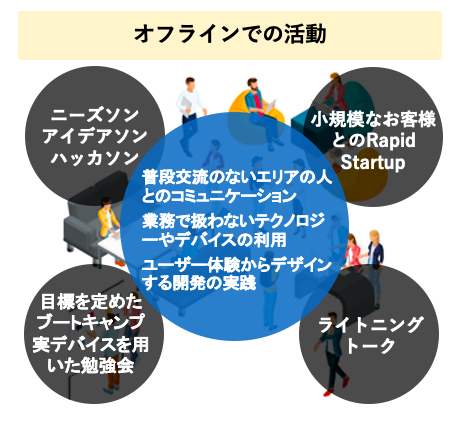 オフラインでの活動
ニーズソン
アイデアソン
ハッカソン
小規模なお客様
とのRapid
Startup
普段交流のないエリアの人
とのコミュニケーション
業務で扱わないテクノロジ
ーやデバイスの利用
ユーザー体験からデザイン
する開発の実践
目標を定めた
ブートキャンプ
実デバイスを用
いた勉強会
ライトニング
トーク